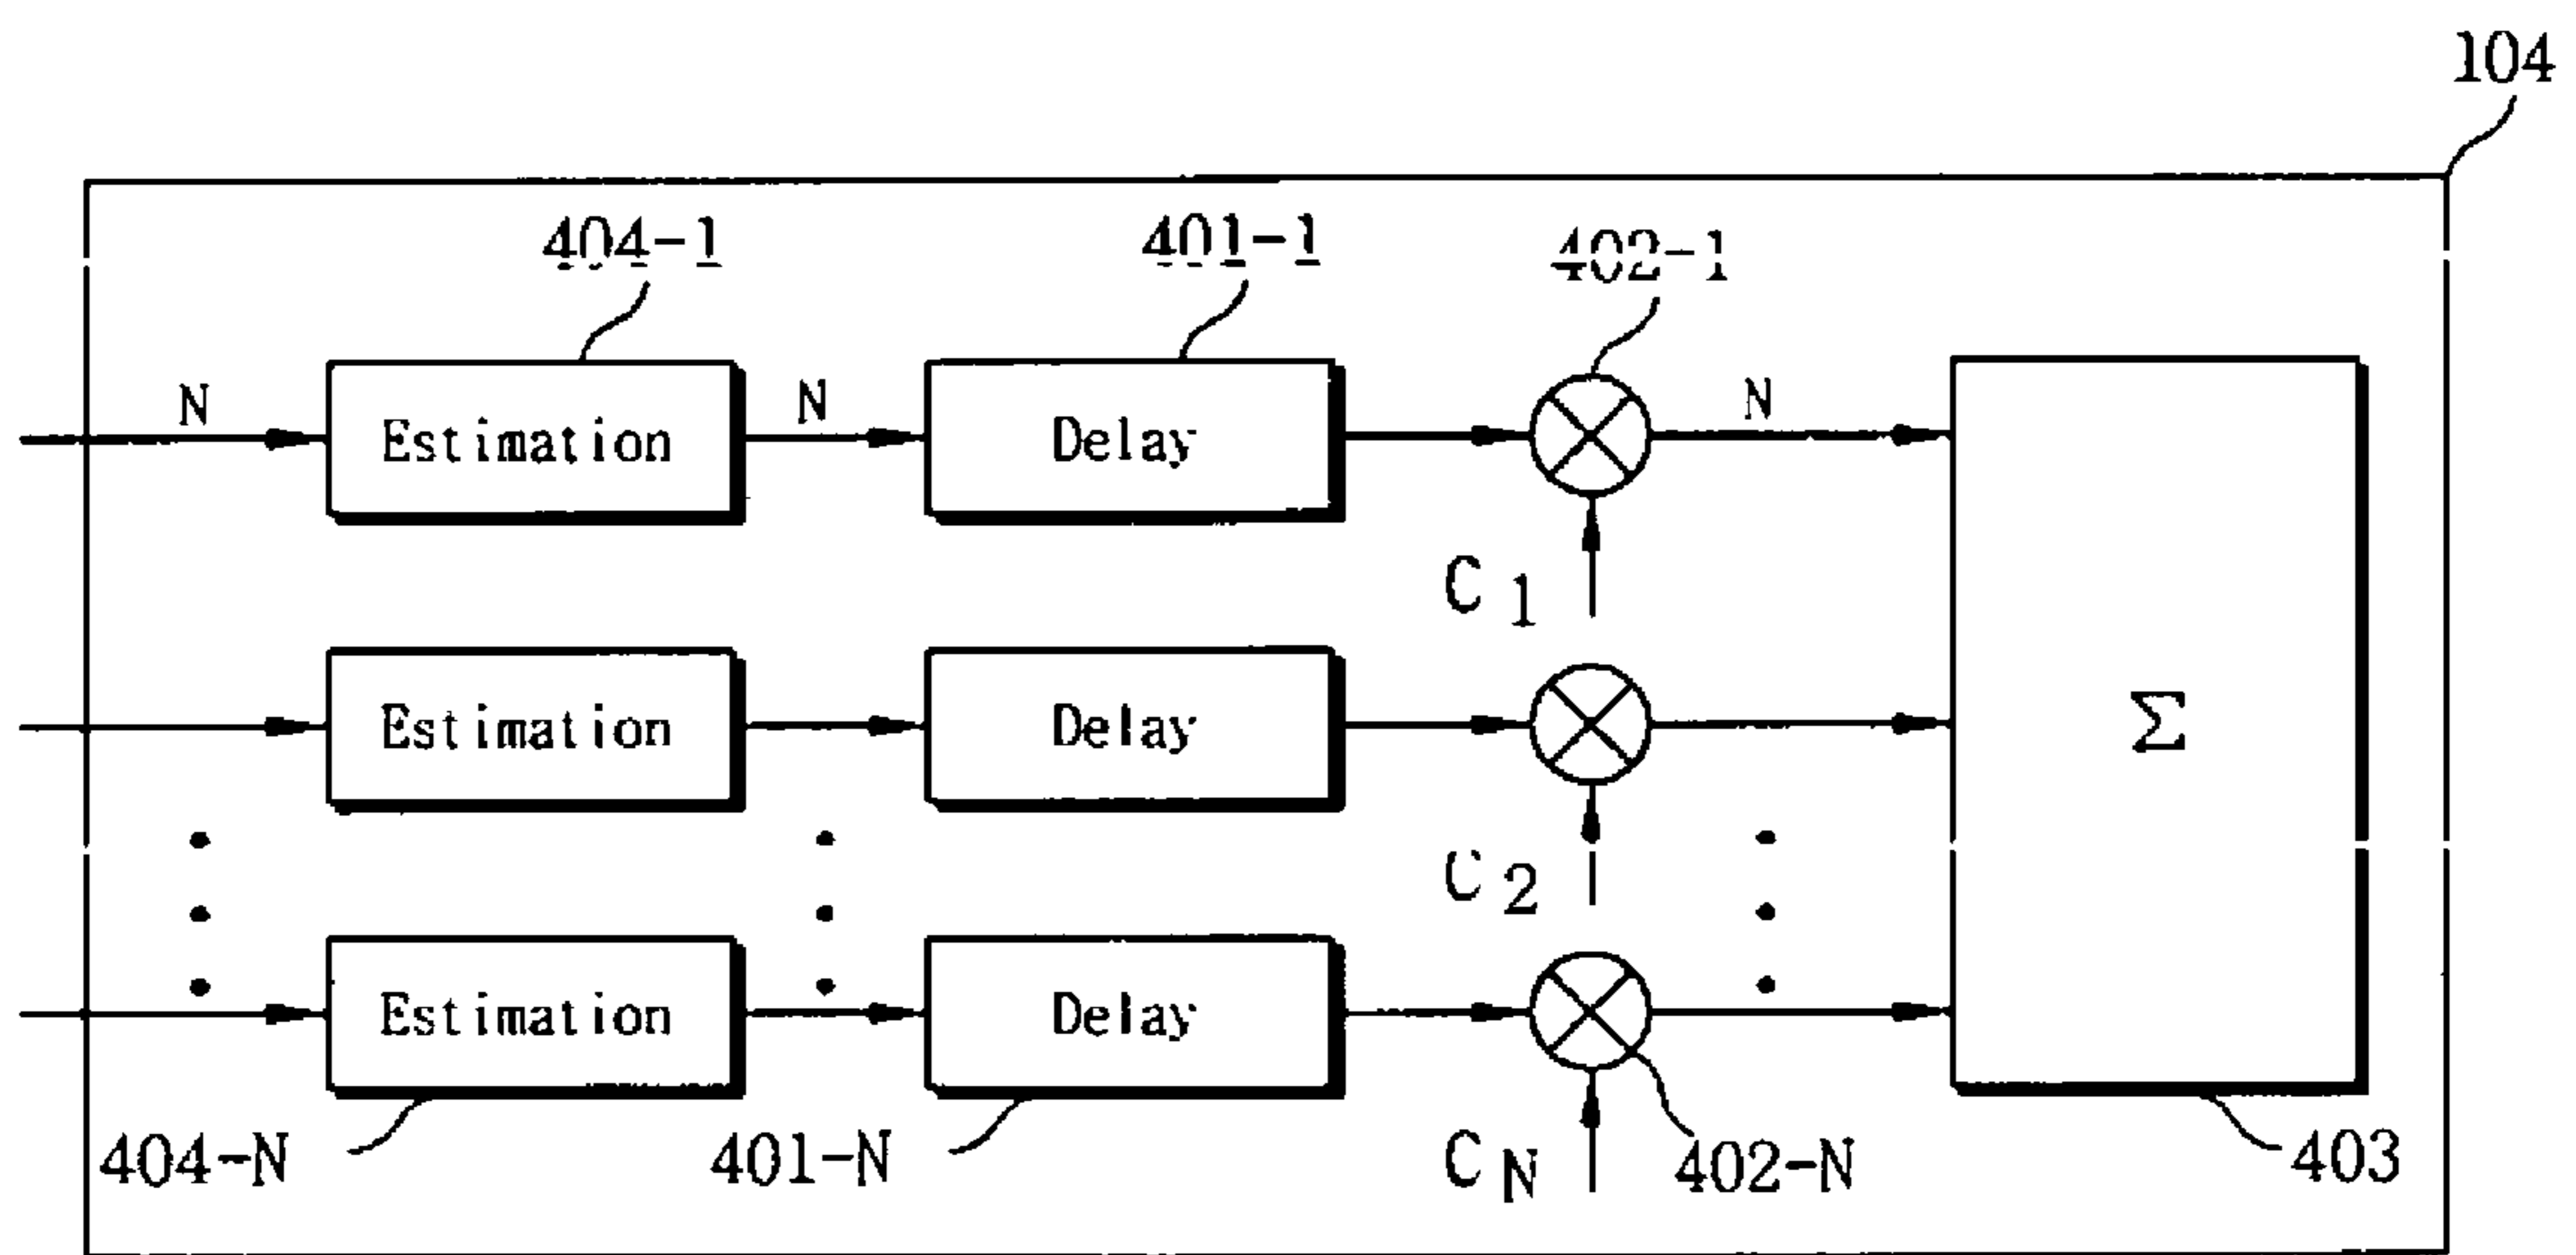 104
404-1 401-1 402-1
N N N
Estimation Delay
C 1
Estimation Delay Σ
C 2
Estimation Delay
404-N 401-N C N 402-N 403